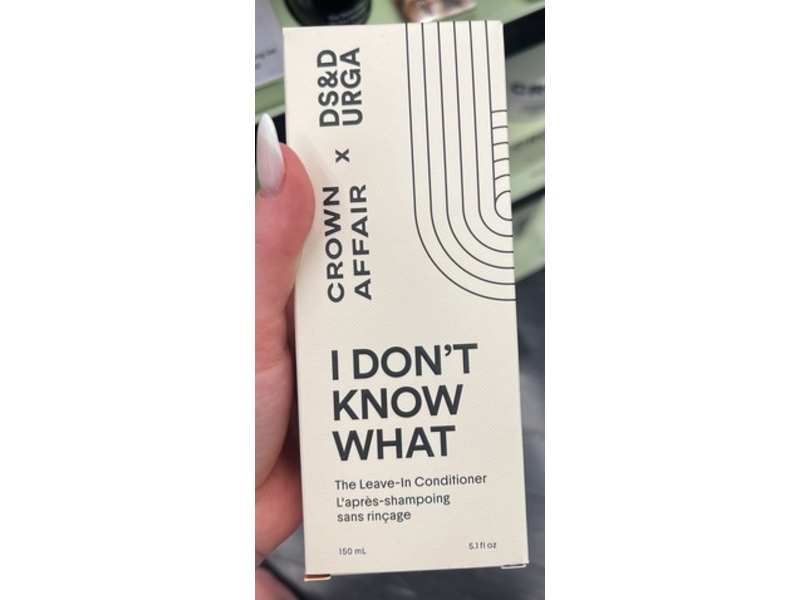 CROWN
AFFAIR
x
DS&D
URGA
I DON'T
KNOW
WHAT
The Leave-In Conditioner
L'après-shampoing
sans rinçage
150 mL
5.1 fl oz